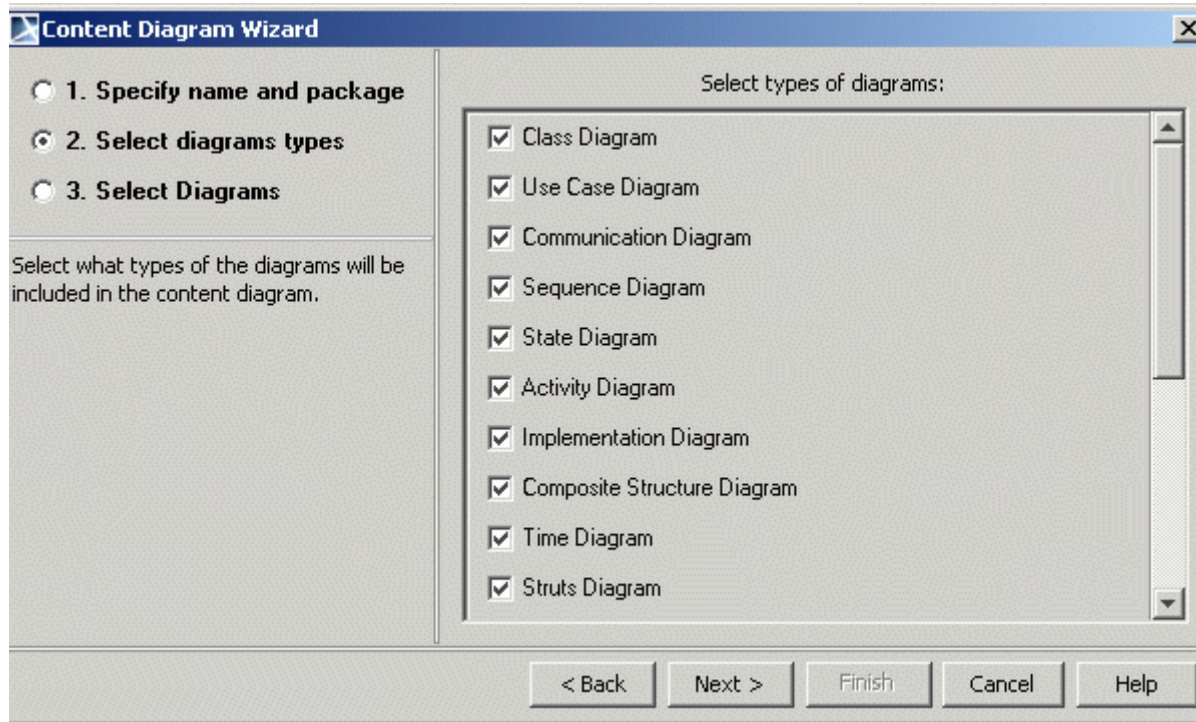 Content Diagram Wizard
1. Specify name and package
2. Select diagrams types
3. Select Diagrams
Select what types of the diagrams will be
included in the content diagram.
Select types of diagrams:
Class Diagram
Use Case Diagram
Communication Diagram
Sequence Diagram
State Diagram
Activity Diagram
Implementation Diagram
Composite Structure Diagram
Time Diagram
Struts Diagram
< Back
Next >
Finish
Cancel
Help